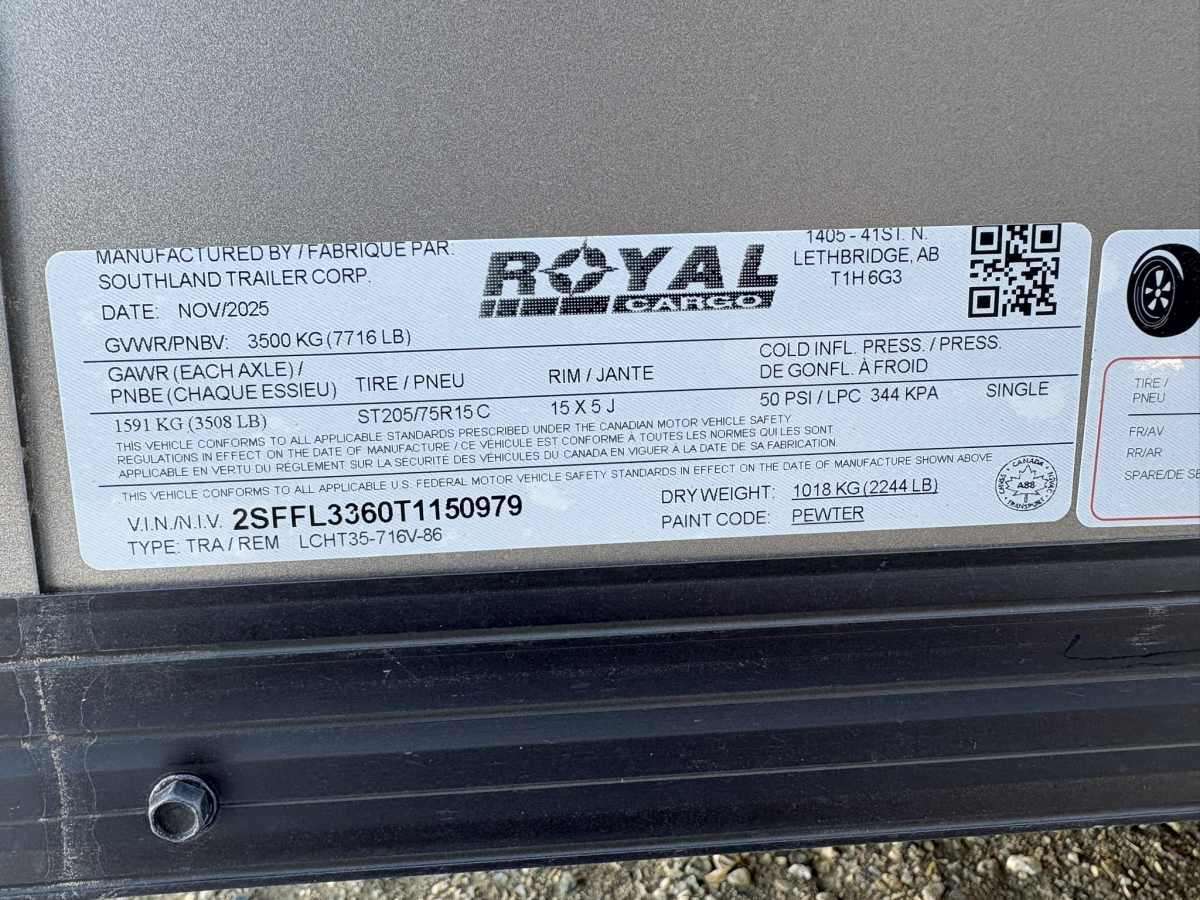 MANUFACTURED BY / FABRIQUE PAR:
SOUTHLAND TRAILER CORP.
DATE: NOV/2025
ROYAL
CARGO
1405 - 41ST. N.
LETHBRIDGE, AB
T1H 6G3
GVWR/PNBV: 3500 KG (7716 LB)
GAWR (EACH AXLE) /
PNBE (CHAQUE ESSIEU)
TIRE / PNEU
RIM / JANTE
COLD INFL. PRESS. / PRESS.
DE GONFL. À FROID
1591 KG (3508 LB)
ST205/75R15 C
15 X 5 J
50 PSI / LPC 344 KPA
SINGLE
THIS VEHICLE CONFORMS TO ALL APPLICABLE STANDARDS PRESCRIBED UNDER THE CANADIAN MOTOR VEHICLE SAFETY
REGULATIONS IN EFFECT ON THE DATE OF MANUFACTURE / CE VÉHICULE EST CONFORME A TOUTES LES NORMES QUI LES SONT
APPLICABLE EN VERTU DU RÈGLEMENT SUR LA SÉCURITÉ DES VÉHICULES DU CANADA EN VIGUER À LA DATE DE SA FABRICATION.
THIS VEHICLE CONFORMS TO ALL APPLICABLE U.S. FEDERAL MOTOR VEHICLE SAFETY STANDARDS IN EFFECT ON THE DATE OF MANUFACTURE SHOWN ABOVE
V.I.N./N.I.V. 2SFFL3360T1150979
TYPE: TRA / REM LCHT35-716V-86
DRY WEIGHT: 1018 KG (2244 LB)
PAINT CODE: PEWTER
CANADA
A88
TRANSPORT
TIRE /
PNEU
FR/AV
RR/AR
SPARE/DE